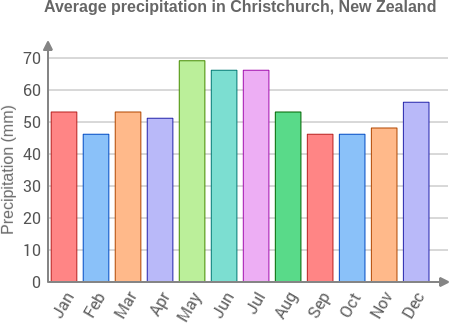 Average precipitation in Christchurch, New Zealand
Precipitation (mm)
70
60
50
40
30
20
10
0
Jan Feb Mar Apr May Jun Jul Aug Sep Oct Nov Dec